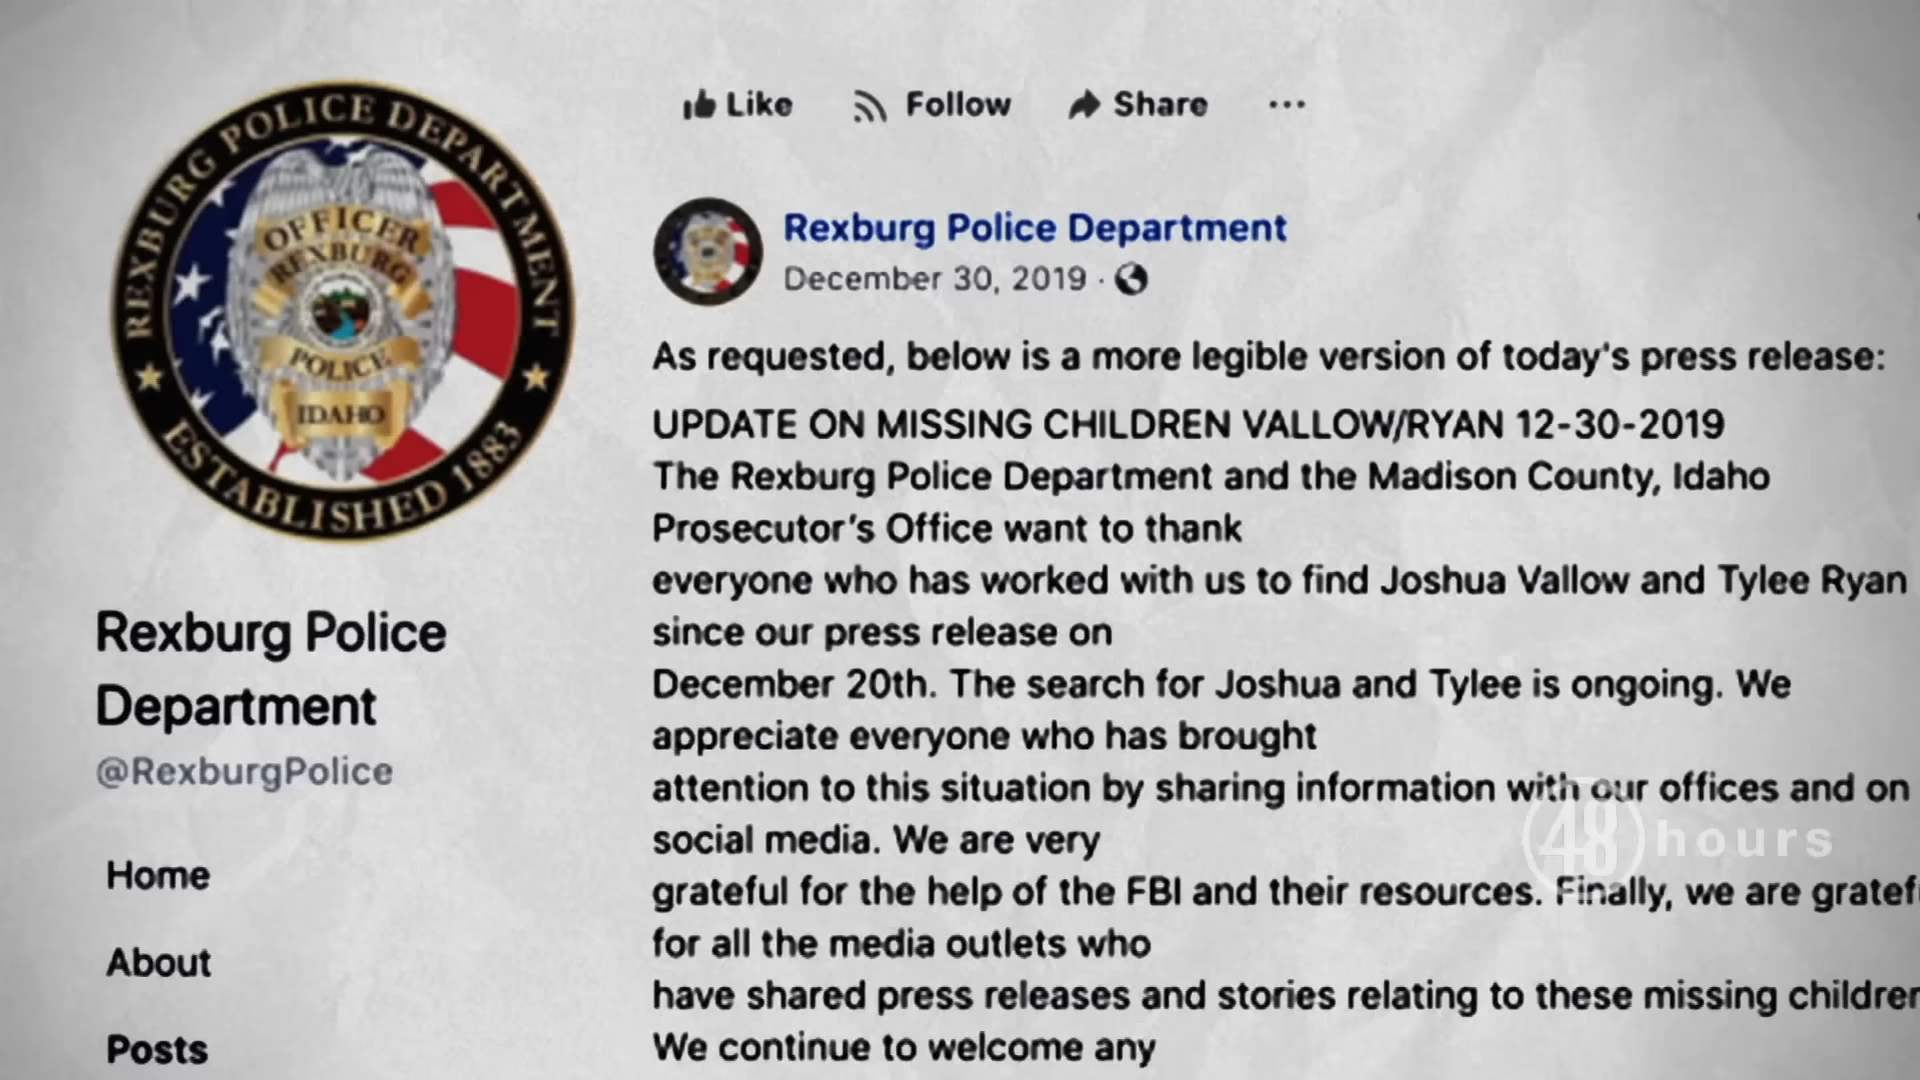 REXBURG POLICE DEPARTMENT
OFFICER
REXBURG
POLICE
IDAHO
ESTABLISHED 1883
Rexburg Police
Department
@RexburgPolice
Home
About
Posts
Like Follow Share ...
Rexburg Police Department
December 30, 2019 ·
As requested, below is a more legible version of today's press release:
UPDATE ON MISSING CHILDREN VALLOW/RYAN 12-30-2019
The Rexburg Police Department and the Madison County, Idaho
Prosecutor's Office want to thank
everyone who has worked with us to find Joshua Vallow and Tylee Ryan
since our press release on
December 20th. The search for Joshua and Tylee is ongoing. We
appreciate everyone who has brought
attention to this situation by sharing information with our offices and on
social media. We are very
grateful for the help of the FBI and their resources. Finally, we are
for all the media outlets who
have shared press releases and stories relating to these missing
We continue to welcome any
48 hours